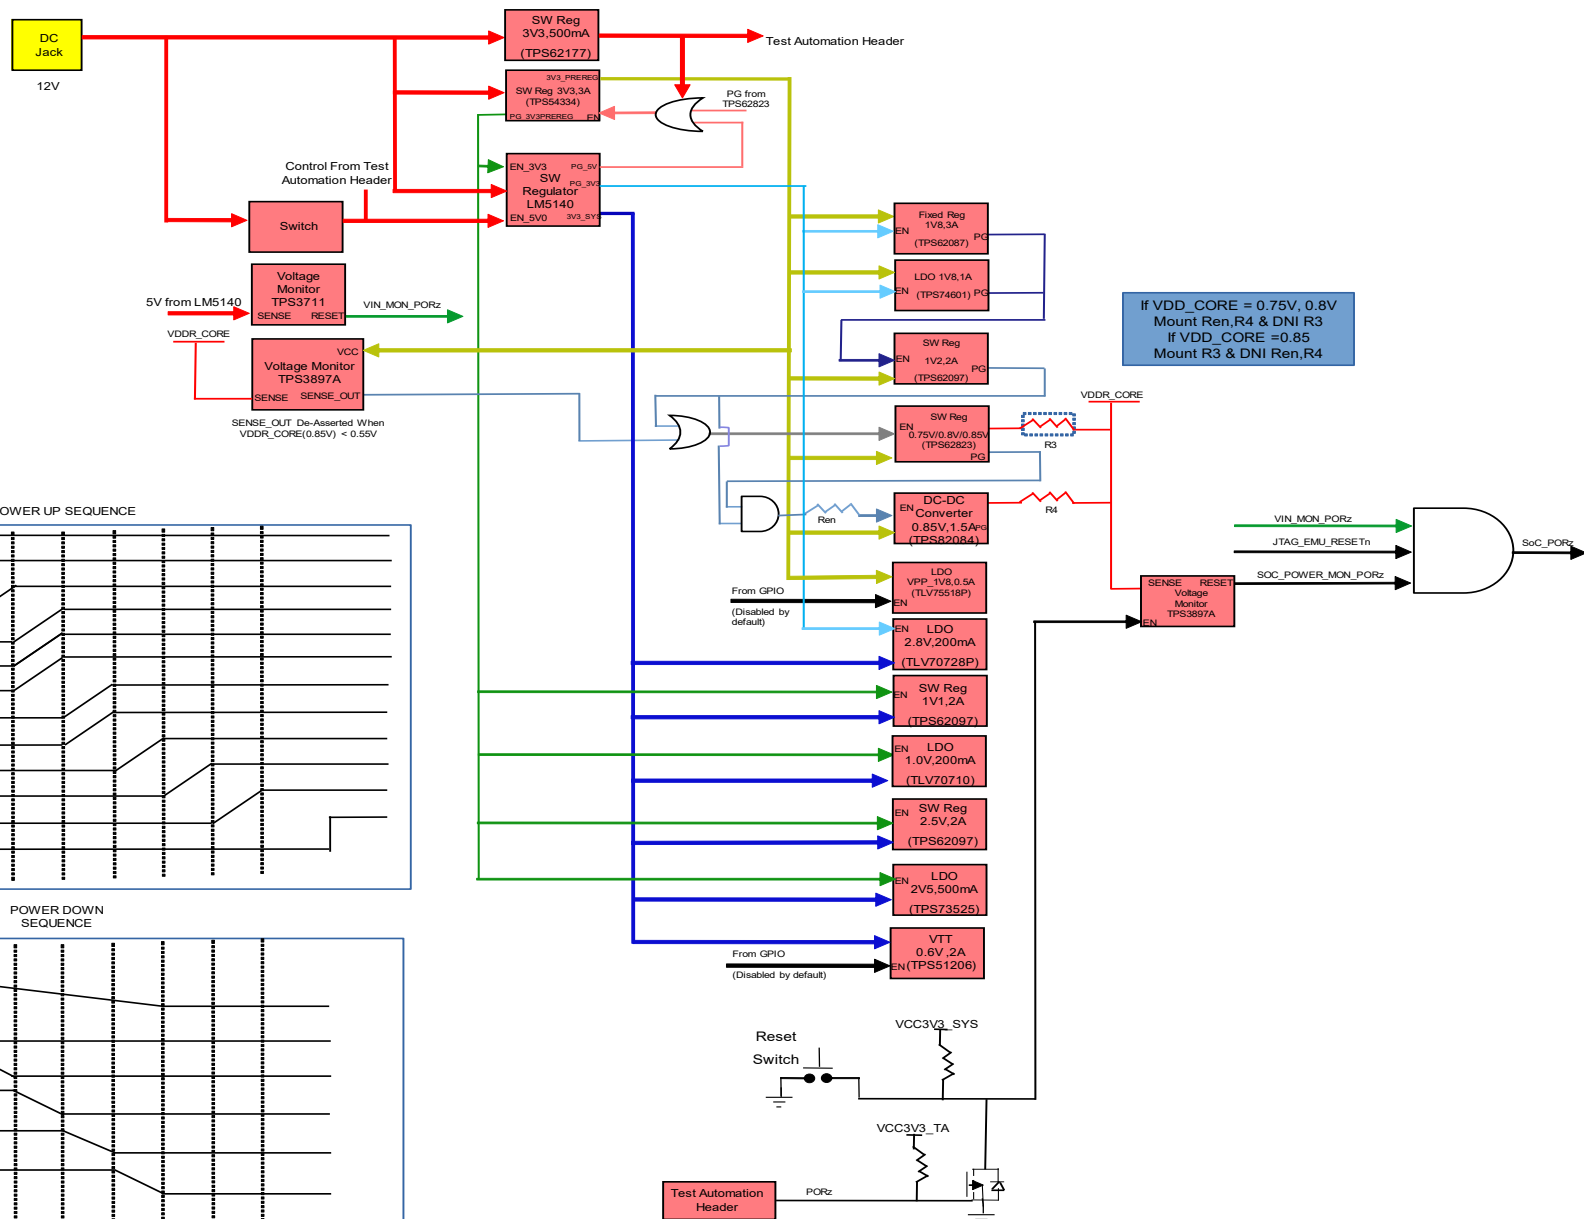 DC
Jack
12V
SW Reg
3V3,500mA
(TPS62177)
Test Automation Header
3V3_PREREG
SW Reg 3V3,3A
(TPS54334)
PG_3V3PREREG
EN
PG from
TPS62823
Control From Test
Automation Header
EN_3V3
PG_5V
SW
PG_3V3
Regulator
LM5140
EN_5V0
3V3_SYS
Switch
Voltage
Monitor
TPS3711
SENSE
RESET
5V from LM5140
VIN_MON_PORz
VDDR_CORE
VCC
Voltage Monitor
TPS3897A
SENSE
SENSE_OUT
SENSE_OUT De-Asserted When
VDDR_CORE(0.85V) < 0.55V
Fixed Reg
1V8,3A
EN
PG
(TPS62087)
LDO 1V8,1A
EN
PG
(TPS74601)
SW Reg
EN
1V2,2A
PG
(TPS62097)
If VDD_CORE = 0.75V, 0.8V
Mount Ren,R4 & DNI R3
If VDD_CORE =0.85
Mount R3 & DNI Ren,R4
SW Reg
EN
0.75V/0.8V/0.85V
(TPS62823)
PG
R3
VDDR_CORE
DC-DC
EN
Converter
0.85V,1.5A
PG
(TPS82084)
Ren
R4
LDO
VPP_1V8,0.5A
(TLV75518P)
EN
From GPIO
(Disabled by
default)
EN
LDO
2.8V,200mA
(TLV70728P)
SW Reg
EN
1V1,2A
(TPS62097)
EN
LDO
1.0V,200mA
(TLV70710)
SW Reg
EN
2.5V,2A
(TPS62097)
LDO
EN
2V5,500mA
(TPS73525)
VTT
0.6V,2A
EN
(TPS51206)
From GPIO
(Disabled by default)
VIN_MON_PORz
JTAG_EMU_RESETn
SOC_POWER_MON_PORz
SoC_PORz
SENSE
RESET
Voltage
Monitor
TPS3897A
EN
OWER UP SEQUENCE
POWER DOWN
SEQUENCE
Reset
Switch
VCC3V3_SYS
VCC3V3_TA
Test Automation
Header
PORz